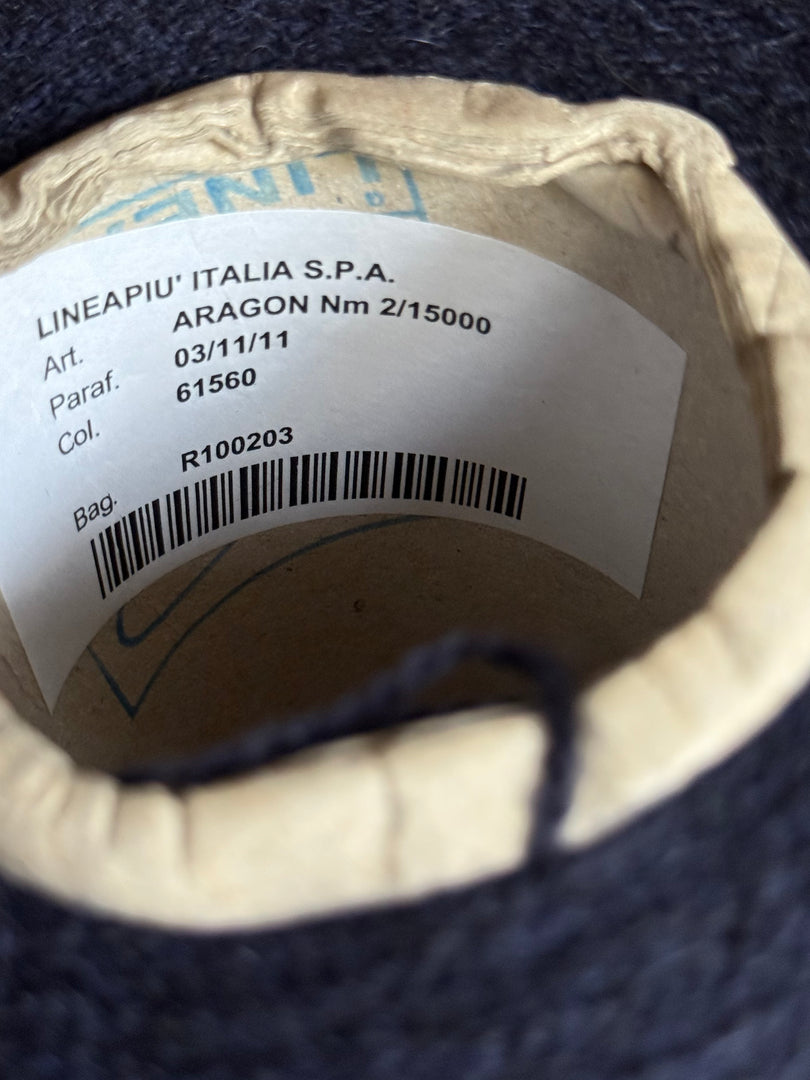 LINEAPIU' ITALIA S.P.A.
Art. ARAGON Nm 2/15000
Paraf. 03/11/11
Col. 61560
Bag. R100203